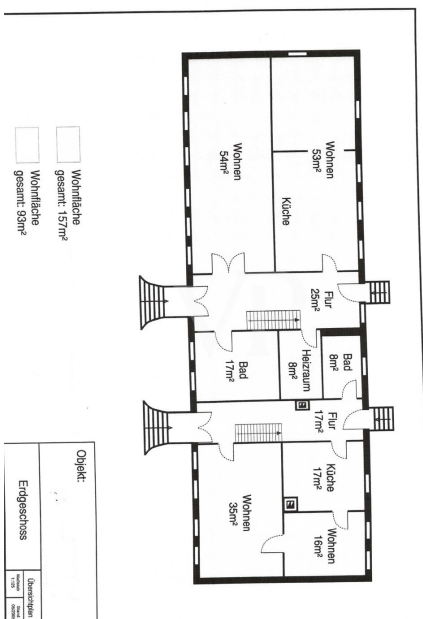 Wohnen
53m²
Wohnen
54m²
Küche
Flur
25m²
Bad
8m²
Heizraum
8m²
Bad
17m²
Flur
17m²
Küche
17m²
Wohnen
16m²
Wohnen
35m²
Wohnfläche
gesamt: 157m²
Wohnfläche
gesamt: 93m²
Objekt:
Erdgeschoss
Übersichtsplan